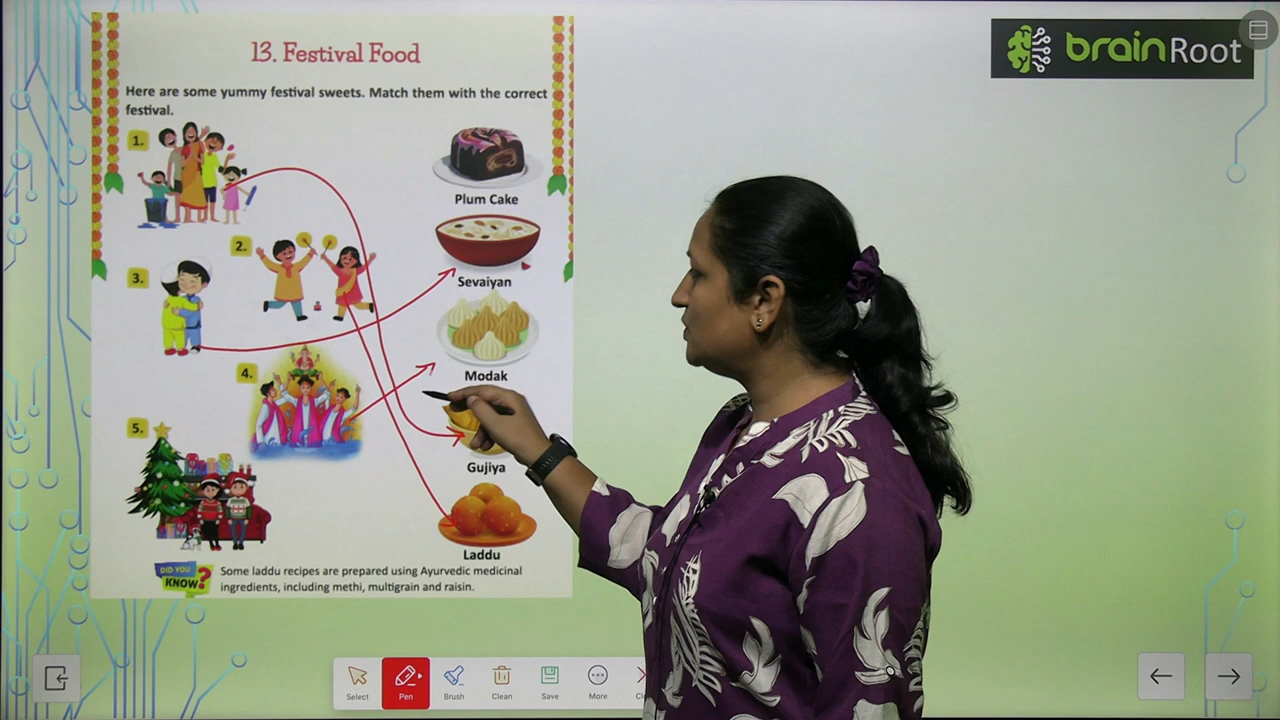 13. Festival Food
brainRoot
Here are some yummy festival sweets. Match them with the correct
festival.
1.
Plum Cake
2.
3.
Sevaiyan
4.
Modak
5.
Gujiya
Laddu
DID YOU
KNOW?
Some laddu recipes are prepared using Ayurvedic medicinal
ingredients, including methi, multigrain and raisin.
Select
Pen
Brush
Clean
Save
More